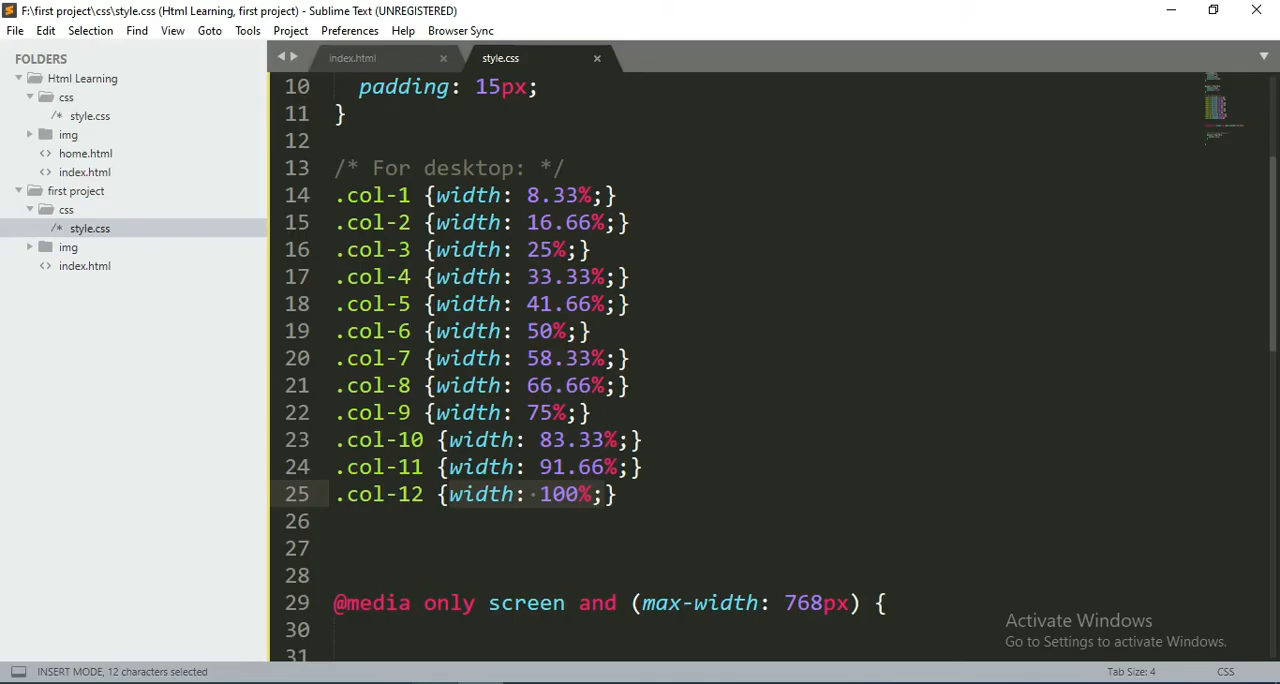 F:\first project\css\style.css (Html Learning, first project) - Sublime Text (UNREGISTERED)
File Edit Selection Find View Goto Tools Project Preferences Help Browser Sync
FOLDERS
Html Learning
css
/* style.css
img
<> home.html
<> index.html
first project
css
/* style.css
img
<> index.html
index.html × style.css ×
10 padding: 15px;
11 }
12
13 /* For desktop: */
14 .col-1 {width: 8.33%;}
15 .col-2 {width: 16.66%;}
16 .col-3 {width: 25%;}
17 .col-4 {width: 33.33%;}
18 .col-5 {width: 41.66%;}
19 .col-6 {width: 50%;}
20 .col-7 {width: 58.33%;}
21 .col-8 {width: 66.66%;}
22 .col-9 {width: 75%;}
23 .col-10 {width: 83.33%;}
24 .col-11 {width: 91.66%;}
25 .col-12 {width: 100%;}
26
27
28
29 @media only screen and (max-width: 768px) {
30
31
Activate Windows
Go to Settings to activate Windows.
INSERT MODE, 12 characters selected Tab Size: 4 CSS